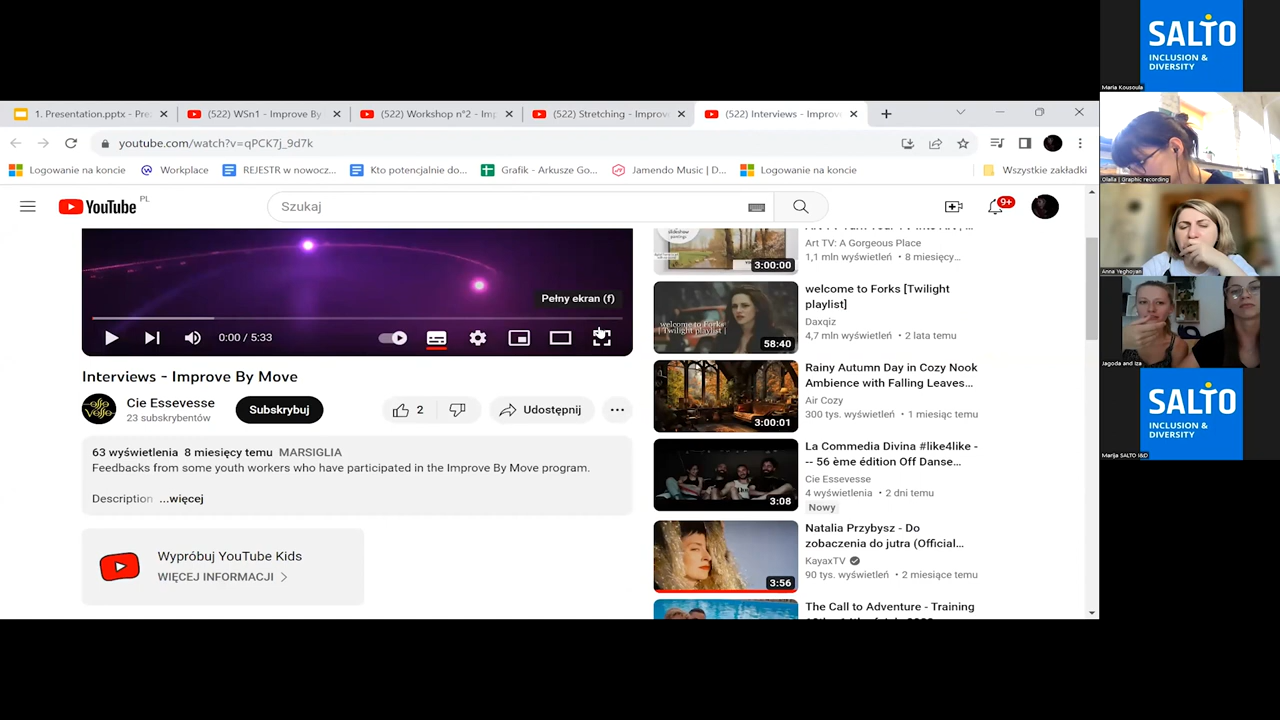 1. Presentation.pptx - Pre
(522) WSn1 - Improve By
(522) Workshop n°2 - Imp
(522) Stretching - Improv
(522) Interviews - Improv
youtube.com/watch?v=qPCK7j_9d7k
Logowanie na koncie
Workplace
REJESTR w nowocz...
Kto potencjalnie do...
Grafik - Arkusze Go...
Jamendo Music | D...
Logowanie na koncie
Wszystkie zakładki
YouTube PL
Szukaj
9+
Pełny ekran (f)
0:00 / 5:33
Interviews - Improve By Move
Cie Essevesse
23 subskrybentów
Subskrybuj
2
Udostępnij
63 wyświetlenia 8 miesięcy temu MARSIGLIA
Feedbacks from some youth workers who have participated in the Improve By Move program.
Description ...więcej
Wypróbuj YouTube Kids
WIĘCEJ INFORMACJI
Art TV: A Gorgeous Place
1,1 mln wyświetleń • 8 miesięcy...
3:00:00
welcome to Forks [Twilight
playlist]
Daxqiz
4,7 mln wyświetleń • 2 lata temu
welcome to Forks
[Twilight playlist]
58:40
Rainy Autumn Day in Cozy Nook
Ambience with Falling Leaves...
Air Cozy
300 tys. wyświetleń • 1 miesiąc temu
3:00:01
La Commedia Divina #like4like -
-- 56 ème édition Off Danse...
Cie Essevesse
4 wyświetlenia • 2 dni temu
Nowy
3:08
Natalia Przybysz - Do
zobaczenia do jutra (Official...
KayaxTV
90 tys. wyświetleń • 2 miesiące temu
3:56
The Call to Adventure - Training
SALTO
INCLUSION &
DIVERSITY
Maria Kousoula
Olalla | Graphic recording
Anna Yeghoyan
Jagoda and Iza
SALTO
INCLUSION &
DIVERSITY
Marija SALTO I&D